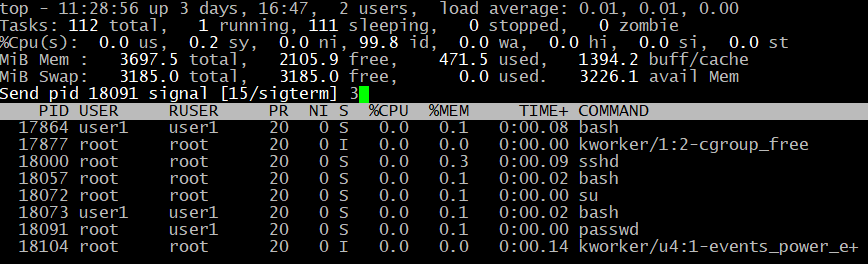 top - 11:28:56 up 3 days, 16:47,  2 users,  load average: 0.01, 0.01, 0.00
Tasks: 112 total,   1 running, 111 sleeping,   0 stopped,   0 zombie
%Cpu(s):  0.0 us,  0.2 sy,  0.0 ni, 99.8 id,  0.0 wa,  0.0 hi,  0.0 si,  0.0 st
MiB Mem :   3697.5 total,   2105.9 free,    471.5 used,   1394.2 buff/cache
MiB Swap:   3185.0 total,   3185.0 free,      0.0 used.   3226.1 avail Mem
Send pid 18091 signal [15/sigterm] 3
    PID USER     RUSER     PR  NI S  %CPU  %MEM     TIME+ COMMAND
  17864 user1    user1     20   0 S   0.0   0.1   0:00.08 bash
  17877 root     root      20   0 I   0.0   0.0   0:00.00 kworker/1:2-cgroup_free
  18000 root     root      20   0 S   0.0   0.3   0:00.09 sshd
  18057 root     root      20   0 S   0.0   0.1   0:00.02 bash
  18072 root     root      20   0 S   0.0   0.1   0:00.00 su
  18073 user1    user1     20   0 S   0.0   0.1   0:00.02 bash
  18091 root     user1     20   0 S   0.0   0.1   0:00.00 passwd
  18104 root     root      20   0 I   0.0   0.0   0:00.14 kworker/u4:1-events_power_e+